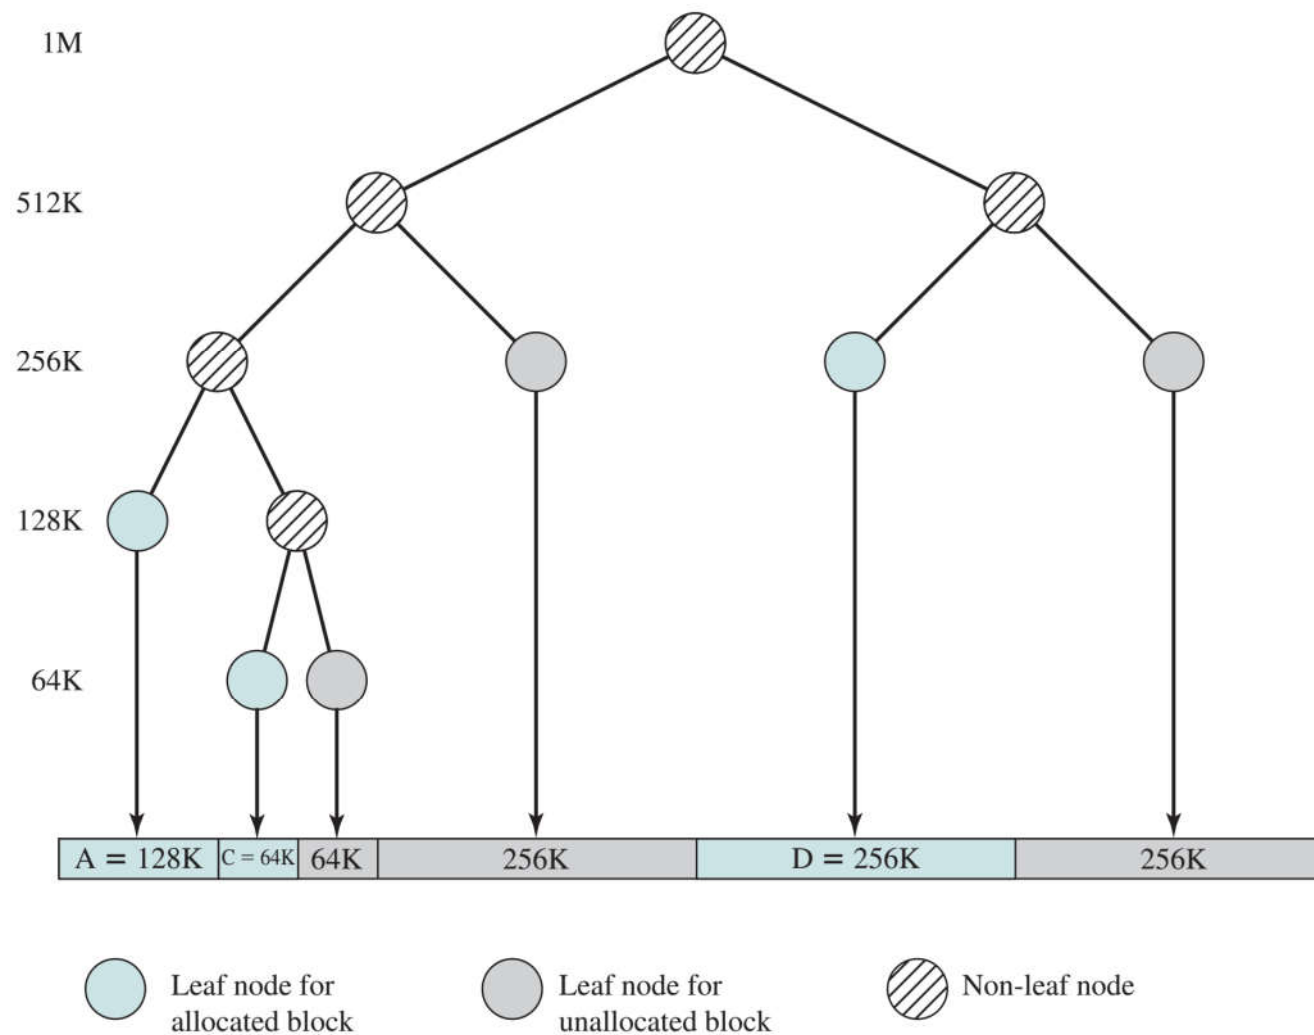 1M
512K
256K
128K
64K
A = 128K
C = 64K
64K
256K
D = 256K
256K
Leaf node for
allocated block
Leaf node for
unallocated block
Non-leaf node